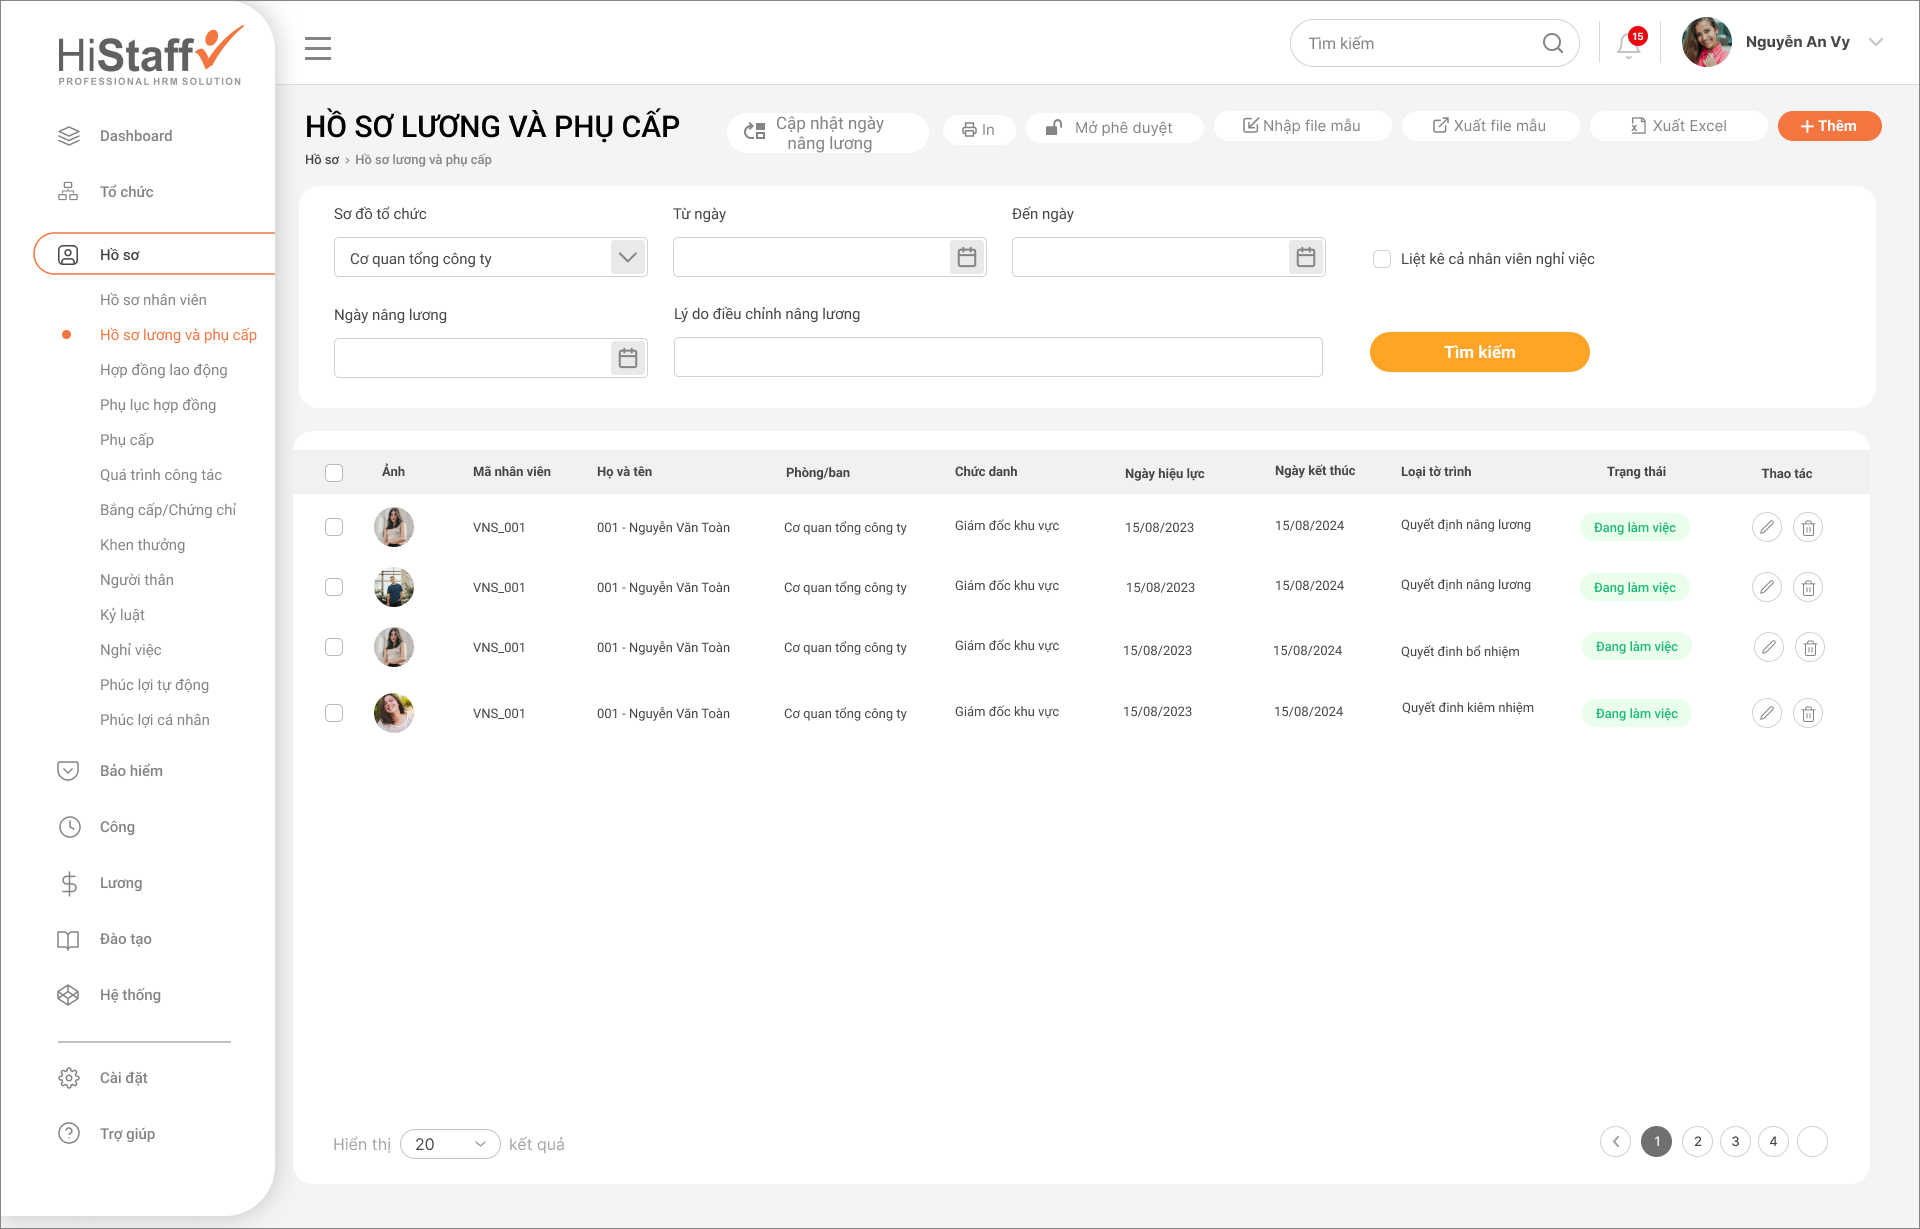 HiStaff
PROFESSIONAL HRM SOLUTION
Tìm kiếm
15
Nguyễn An Vy
Dashboard
Tổ chức
Hồ sơ
Hồ sơ nhân viên
Hồ sơ lương và phụ cấp
Hợp đồng lao động
Phụ lục hợp đồng
Phụ cấp
Quá trình công tác
Bằng cấp/Chứng chỉ
Khen thưởng
Người thân
Kỷ luật
Nghỉ việc
Phúc lợi tự động
Phúc lợi cá nhân
Bảo hiểm
Công
Lương
Đào tạo
Hệ thống
Cài đặt
Trợ giúp
HỒ SƠ LƯƠNG VÀ PHỤ CẤP
Hồ sơ › Hồ sơ lương và phụ cấp
Cập nhật ngày
nâng lương
In
Mở phê duyệt
Nhập file mẫu
Xuất file mẫu
Xuất Excel
+ Thêm
Sơ đồ tổ chức
Từ ngày
Đến ngày
Cơ quan tổng công ty
Liệt kê cả nhân viên nghỉ việc
Ngày nâng lương
Lý do điều chỉnh nâng lương
Tìm kiếm
Ảnh Mã nhân viên Họ và tên Phòng/ban Chức danh Ngày hiệu lực Ngày kết thúc Loại tờ trình Trạng thái Thao tác
VNS_001 001 - Nguyễn Văn Toàn Cơ quan tổng công ty Giám đốc khu vực 15/08/2023 15/08/2024 Quyết định nâng lương Đang làm việc
VNS_001 001 - Nguyễn Văn Toàn Cơ quan tổng công ty Giám đốc khu vực 15/08/2023 15/08/2024 Quyết định nâng lương Đang làm việc
VNS_001 001 - Nguyễn Văn Toàn Cơ quan tổng công ty Giám đốc khu vực 15/08/2023 15/08/2024 Quyết đinh bổ nhiệm Đang làm việc
VNS_001 001 - Nguyễn Văn Toàn Cơ quan tổng công ty Giám đốc khu vực 15/08/2023 15/08/2024 Quyết đinh kiêm nhiệm Đang làm việc
Hiển thị 20 kết quả
1 2 3 4